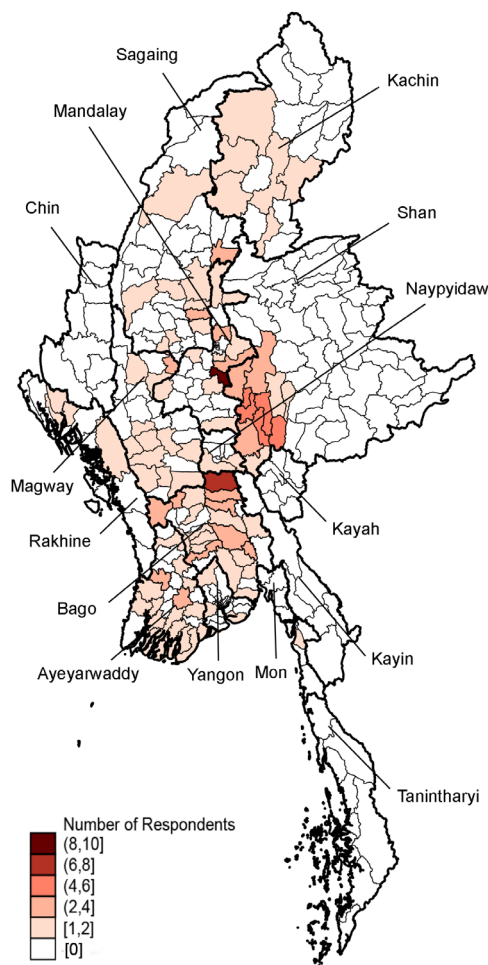 Sagaing
Kachin
Mandalay
Chin
Shan
Naypyidaw
Magway
Rakhine
Kayah
Bago
Ayeyarwaddy
Yangon
Mon
Kayin
Tanintharyi
Number of Respondents
(8,10]
(6,8]
(4,6]
(2,4]
[1,2]
[0]